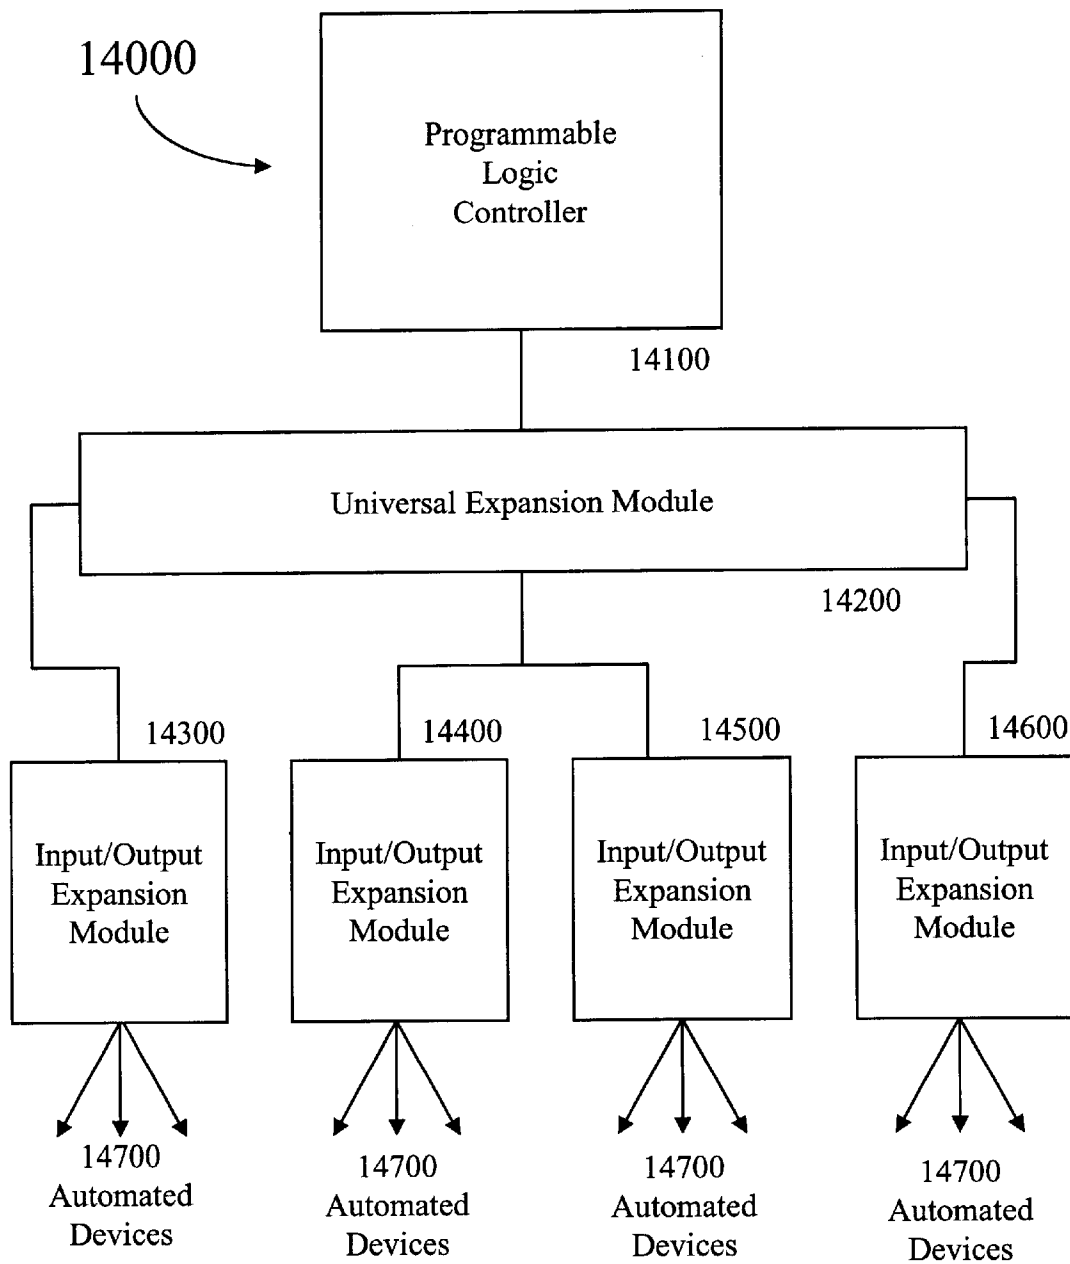 14000
Programmable
Logic
Controller
14100
Universal Expansion Module
14200
14300
14400
14500
14600
Input/Output
Expansion
Module
Input/Output
Expansion
Module
Input/Output
Expansion
Module
Input/Output
Expansion
Module
14700
Automated
Devices
14700
Automated
Devices
14700
Automated
Devices
14700
Automated
Devices